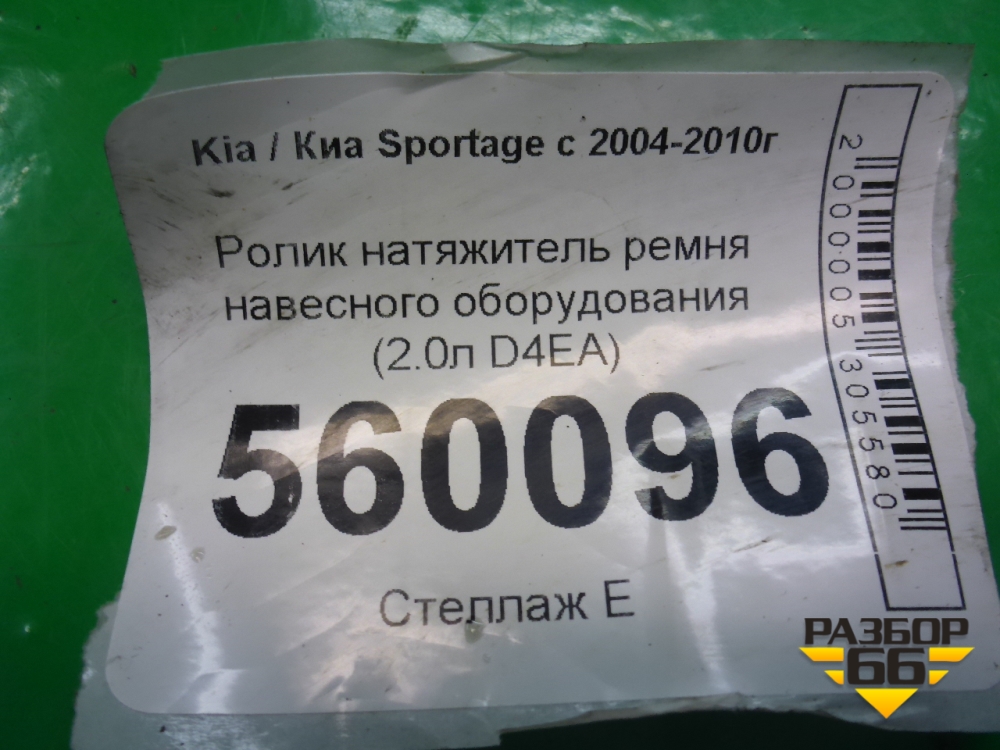 Kia / Киа Sportage с 2004-2010г
Ролик натяжитель ремня
навесного оборудования
(2.0л D4EA)
560096
Стеллаж Е
2000005305580
РАЗБОР
66